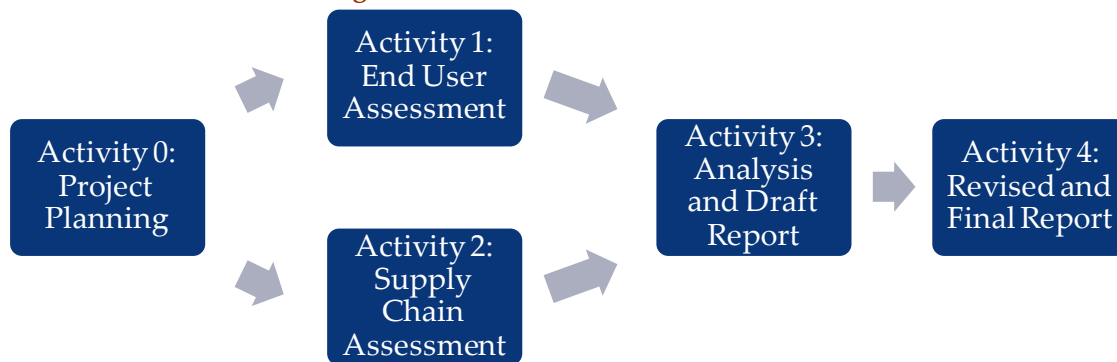 Activity 0:
Project
Planning
Activity 1:
End User
Assessment
Activity 2:
Supply
Chain
Assessment
Activity 3:
Analysis
and Draft
Report
Activity 4:
Revised and
Final Report